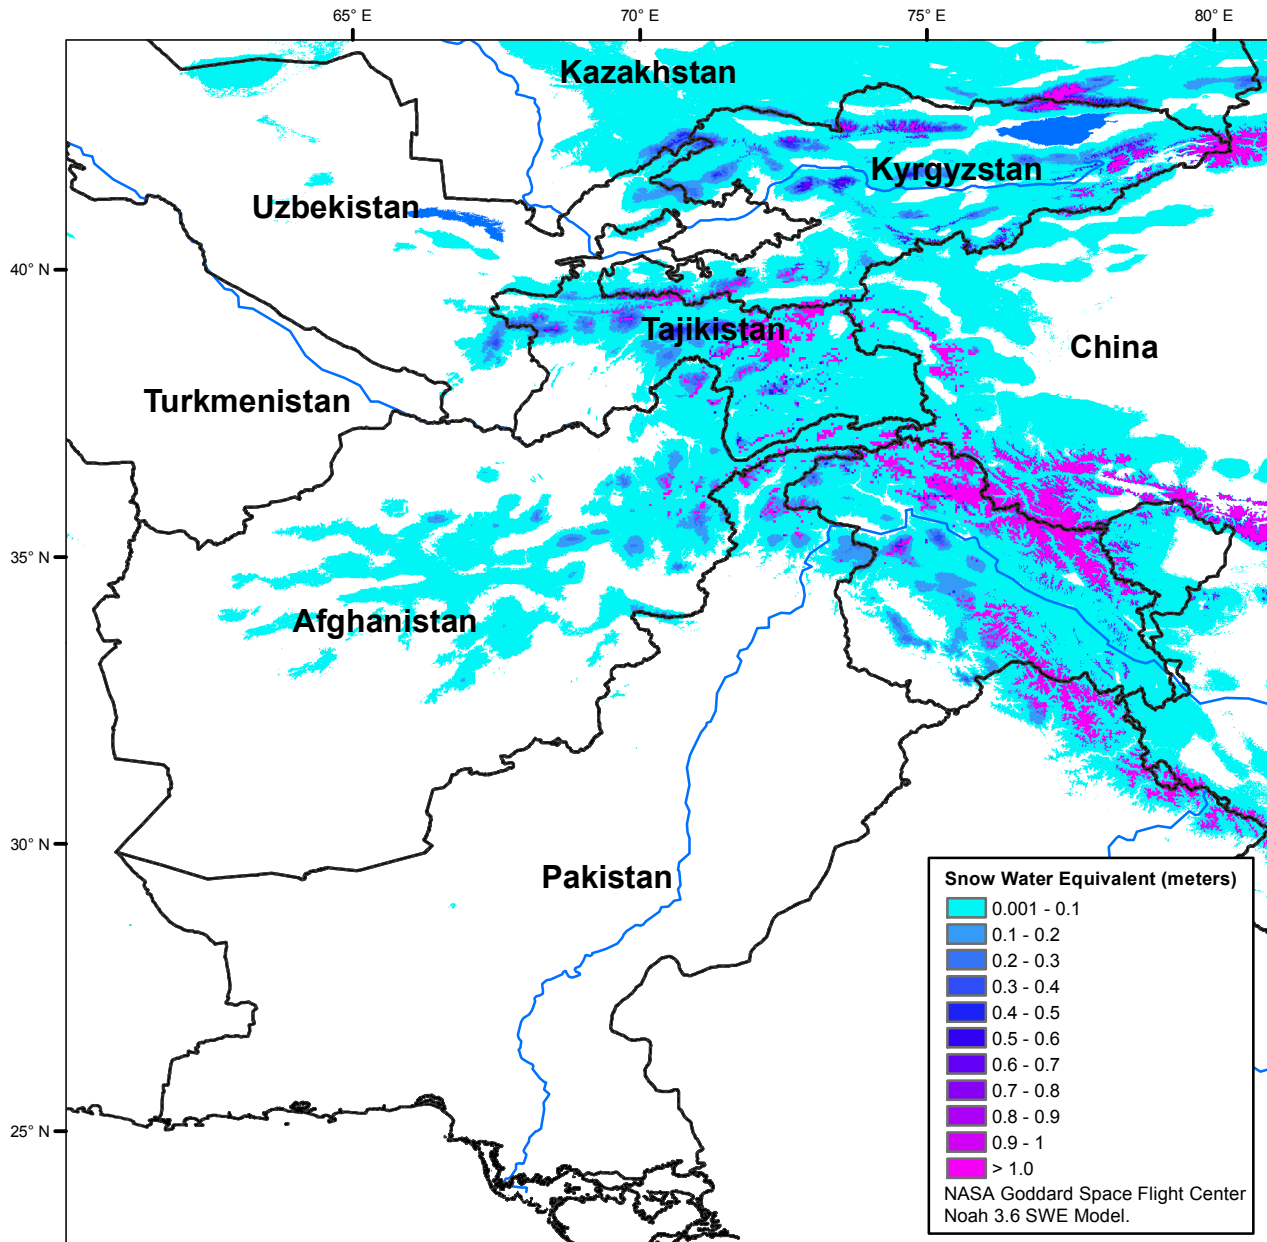 65° E
70° E
75° E
80° E
Kazakhstan
Kyrgyzstan
Uzbekistan
40° N
Tajikistan
China
Turkmenistan
35° N
Afghanistan
30° N
Pakistan
25° N
Snow Water Equivalent (meters)
0.001 - 0.1
0.1 - 0.2
0.2 - 0.3
0.3 - 0.4
0.4 - 0.5
0.5 - 0.6
0.6 - 0.7
0.7 - 0.8
0.8 - 0.9
0.9 - 1
> 1.0
NASA Goddard Space Flight Center
Noah 3.6 SWE Model.